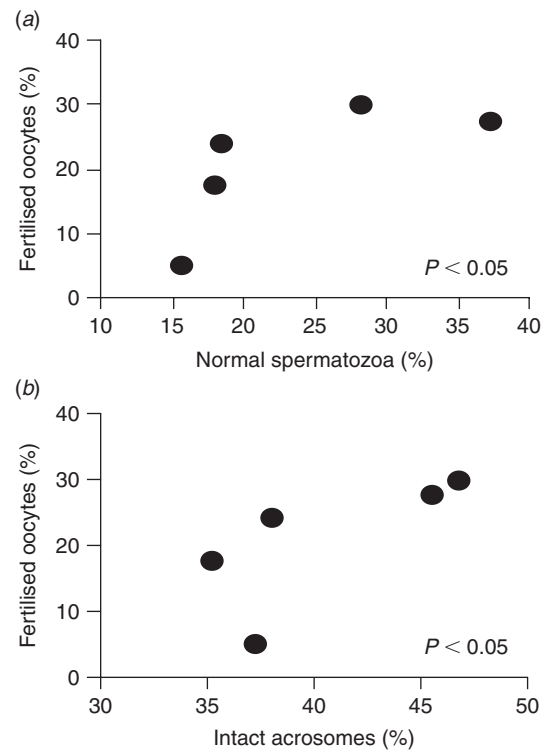 (a)
40
30
20
10
0
Fertilised oocytes (%)
P < 0.05
10 15 20 25 30 35 40
Normal spermatozoa (%)
(b)
40
30
20
10
0
Fertilised oocytes (%)
P < 0.05
30 35 40 45 50
Intact acrosomes (%)